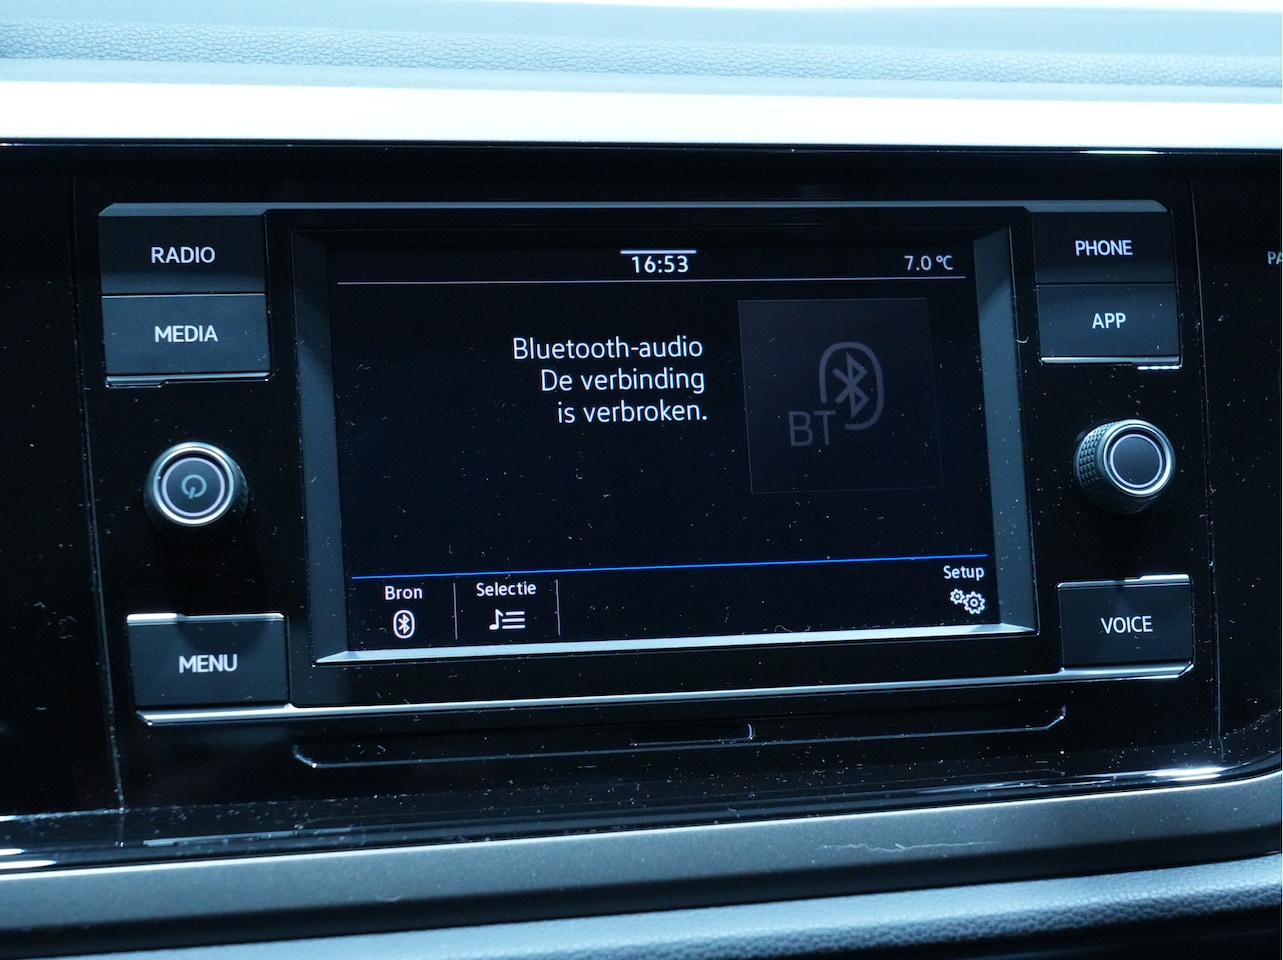 RADIO
MEDIA
MENU
16:53
7.0 °C
Bluetooth-audio
De verbinding
is verbroken.
BT
Bron
Selectie
Setup
PHONE
APP
VOICE